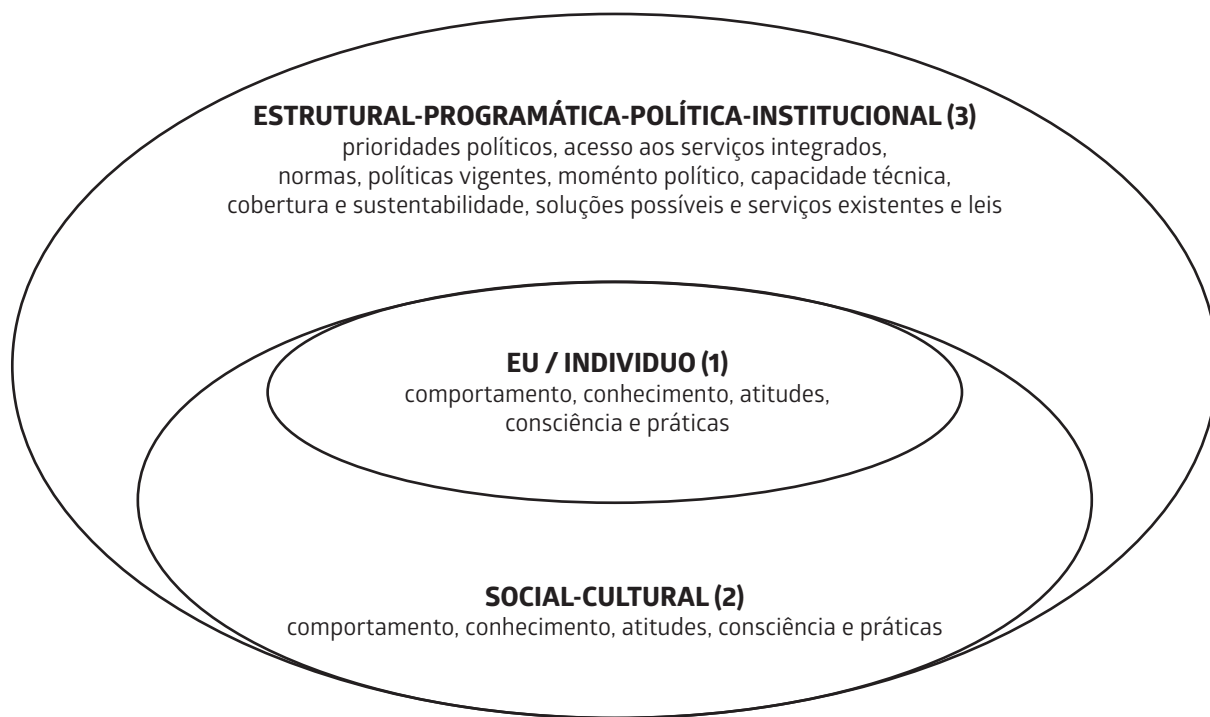 ESTRUTURAL-PROGRAMÁTICA-POLÍTICA-INSTITUCIONAL (3)
prioridades políticos, acesso aos serviços integrados,
normas, políticas vigentes, moménto político, capacidade técnica,
cobertura e sustentabilidade, soluções possíveis e serviços existentes e leis
EU / INDIVIDUO (1)
comportamento, conhecimento, atitudes,
consciência e práticas
SOCIAL-CULTURAL (2)
comportamento, conhecimento, atitudes, consciência e práticas